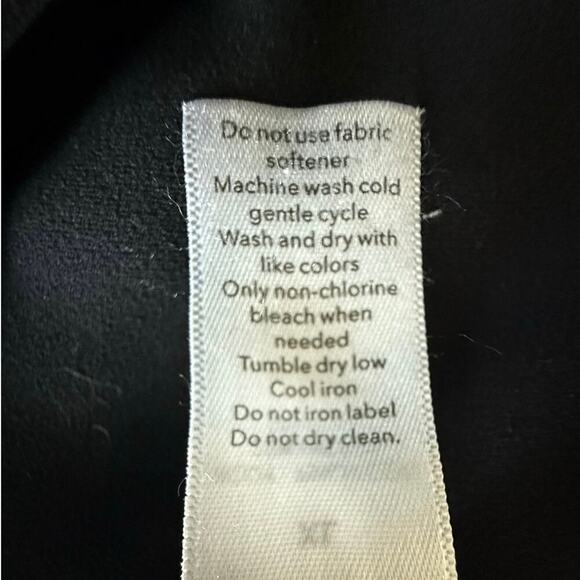 Do not use fabric
softener
Machine wash cold
gentle cycle
Wash and dry with
like colors
Only non-chlorine
bleach when
needed
Tumble dry low
Cool iron
Do not iron label
Do not dry clean.